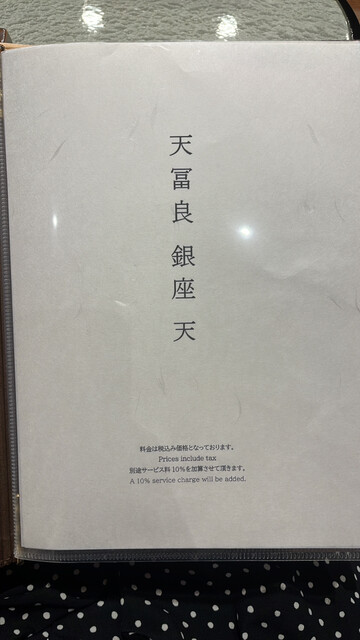 天冨良 銀座 天
料金は税込み価格となっております。
Prices include tax
別途サービス料10%を加算させて頂きます。
A 10% service charge will be added.